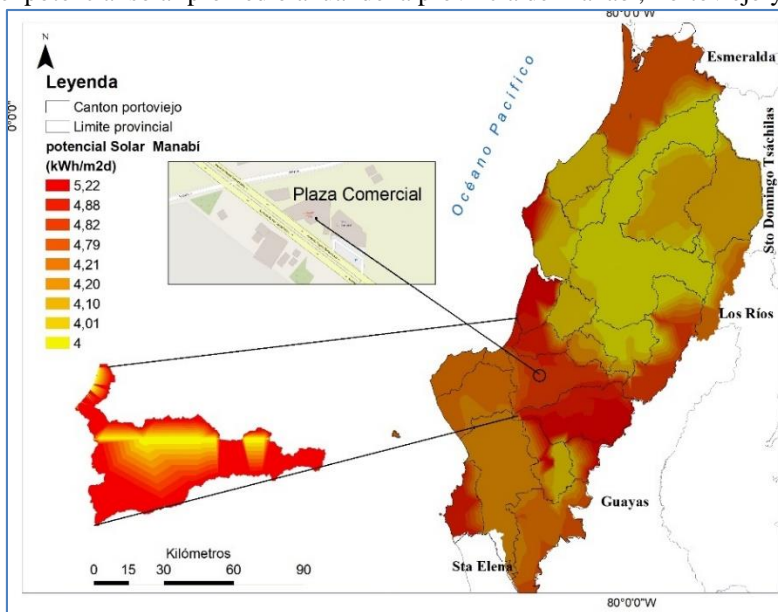 80°0'0"W
Leyenda
Canton portoviejo
Limite provincial
potencial Solar Manabí
(kWh/m2d)
5,22
4,88
4,82
4,79
4,21
4,20
4,10
4,01
4
0°0'0"
Plaza Comercial
Océano Pacífico
Esmeralda
Sto Domingo Tsáchilas
Los Ríos
Guayas
Sta Elena
Kilómetros
0 15 30 60 90
80°0'0"W